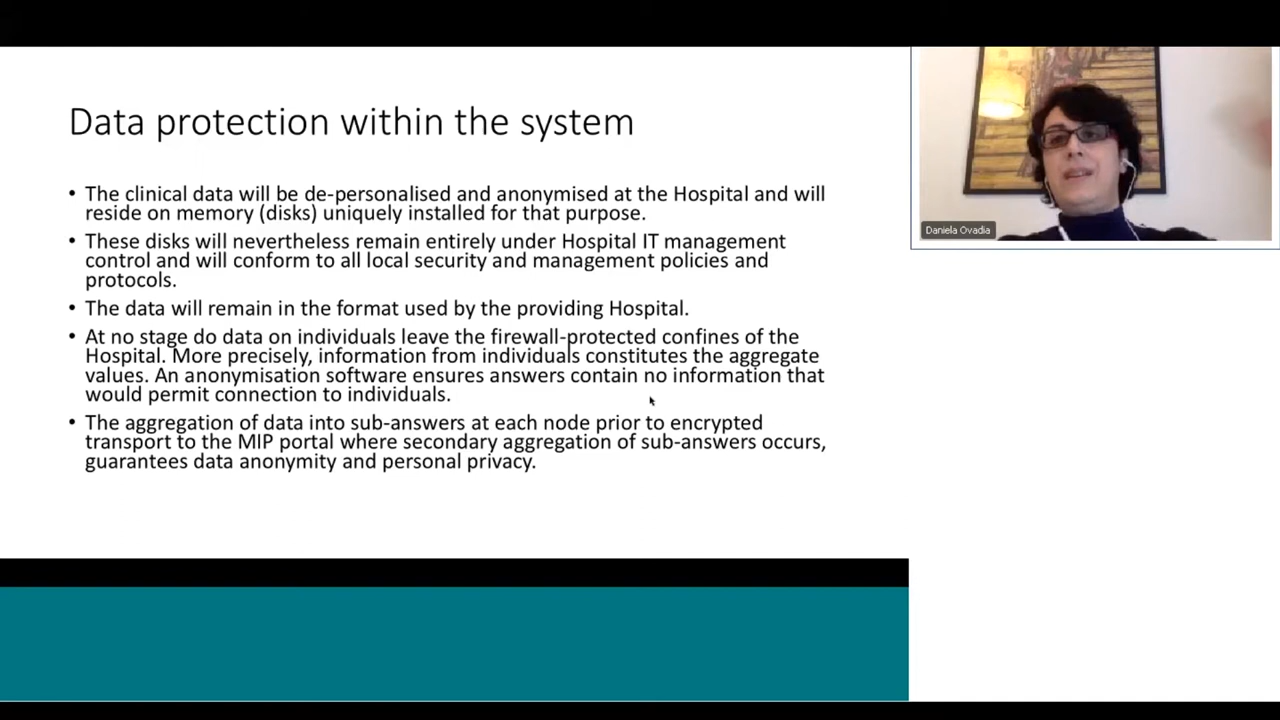 Data protection within the system
• The clinical data will be de-personalised and anonymised at the Hospital and will
reside on memory (disks) uniquely installed for that purpose.
• These disks will nevertheless remain entirely under Hospital IT management
control and will conform to all local security and management policies and
protocols.
• The data will remain in the format used by the providing Hospital.
• At no stage do data on individuals leave the firewall-protected confines of the
Hospital. More precisely, information from individuals constitutes the aggregate
values. An anonymisation software ensures answers contain no information that
would permit connection to individuals.
• The aggregation of data into sub-answers at each node prior to encrypted
transport to the MIP portal where secondary aggregation of sub-answers occurs,
guarantees data anonymity and personal privacy.
Daniela Ovadia